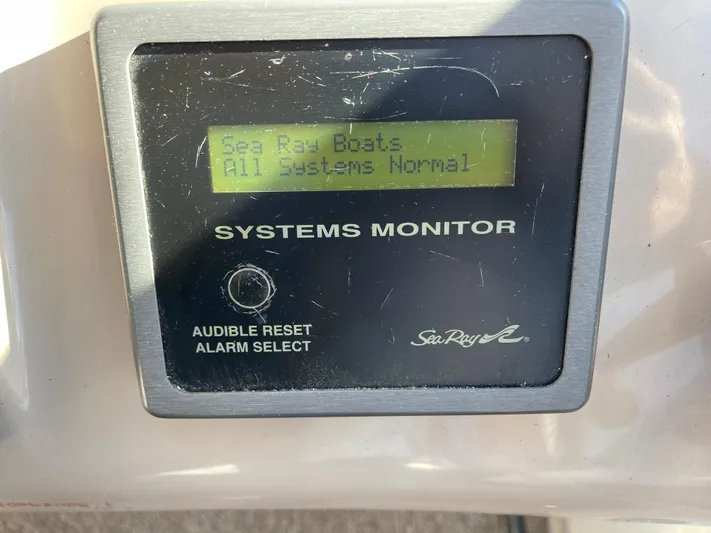 Sea Ray Boats
All Systems Normal
SYSTEMS MONITOR
AUDIBLE RESET
ALARM SELECT
Sea Ray ®